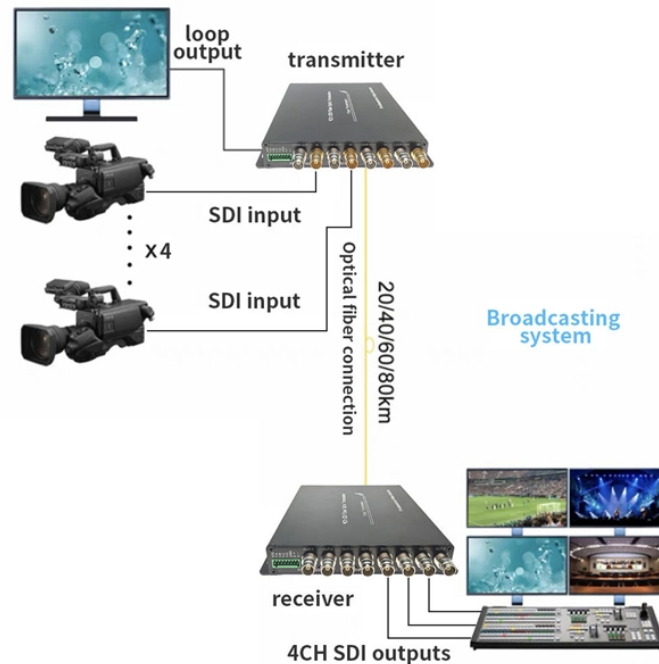 loop
output
transmitter
SDI input
x4
SDI input
Optical fiber connection
20/40/60/80km
Broadcasting
system
receiver
4CH SDI outputs